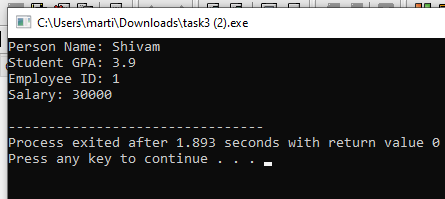 C:\Users\marti\Downloads\task3 (2).exe
Person Name: Shivam
Student GPA: 3.9
Employee ID: 1
Salary: 30000
--------------------------------
Process exited after 1.893 seconds with return value 0
Press any key to continue . . .